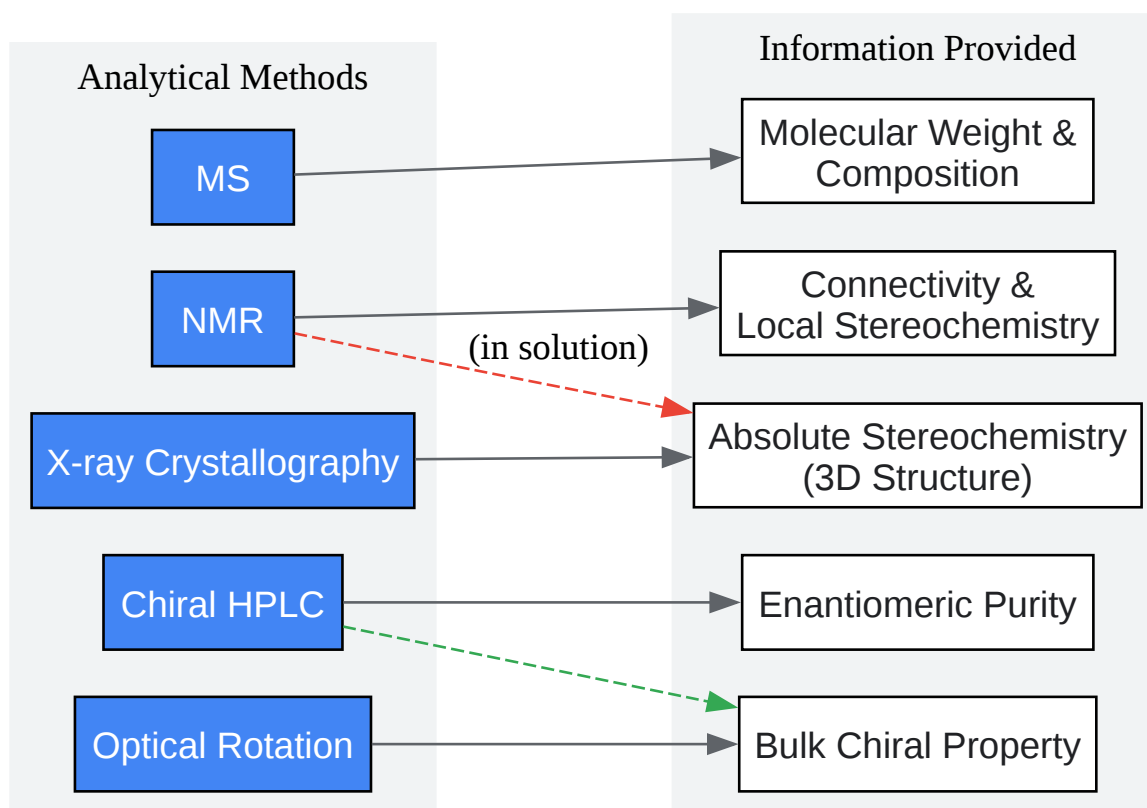 Analytical Methods
MS
NMR
X-ray Crystallography
Chiral HPLC
Optical Rotation
(in solution)
Information Provided
Molecular Weight &
Composition
Connectivity &
Local Stereochemistry
Absolute Stereochemistry
(3D Structure)
Enantiomeric Purity
Bulk Chiral Property